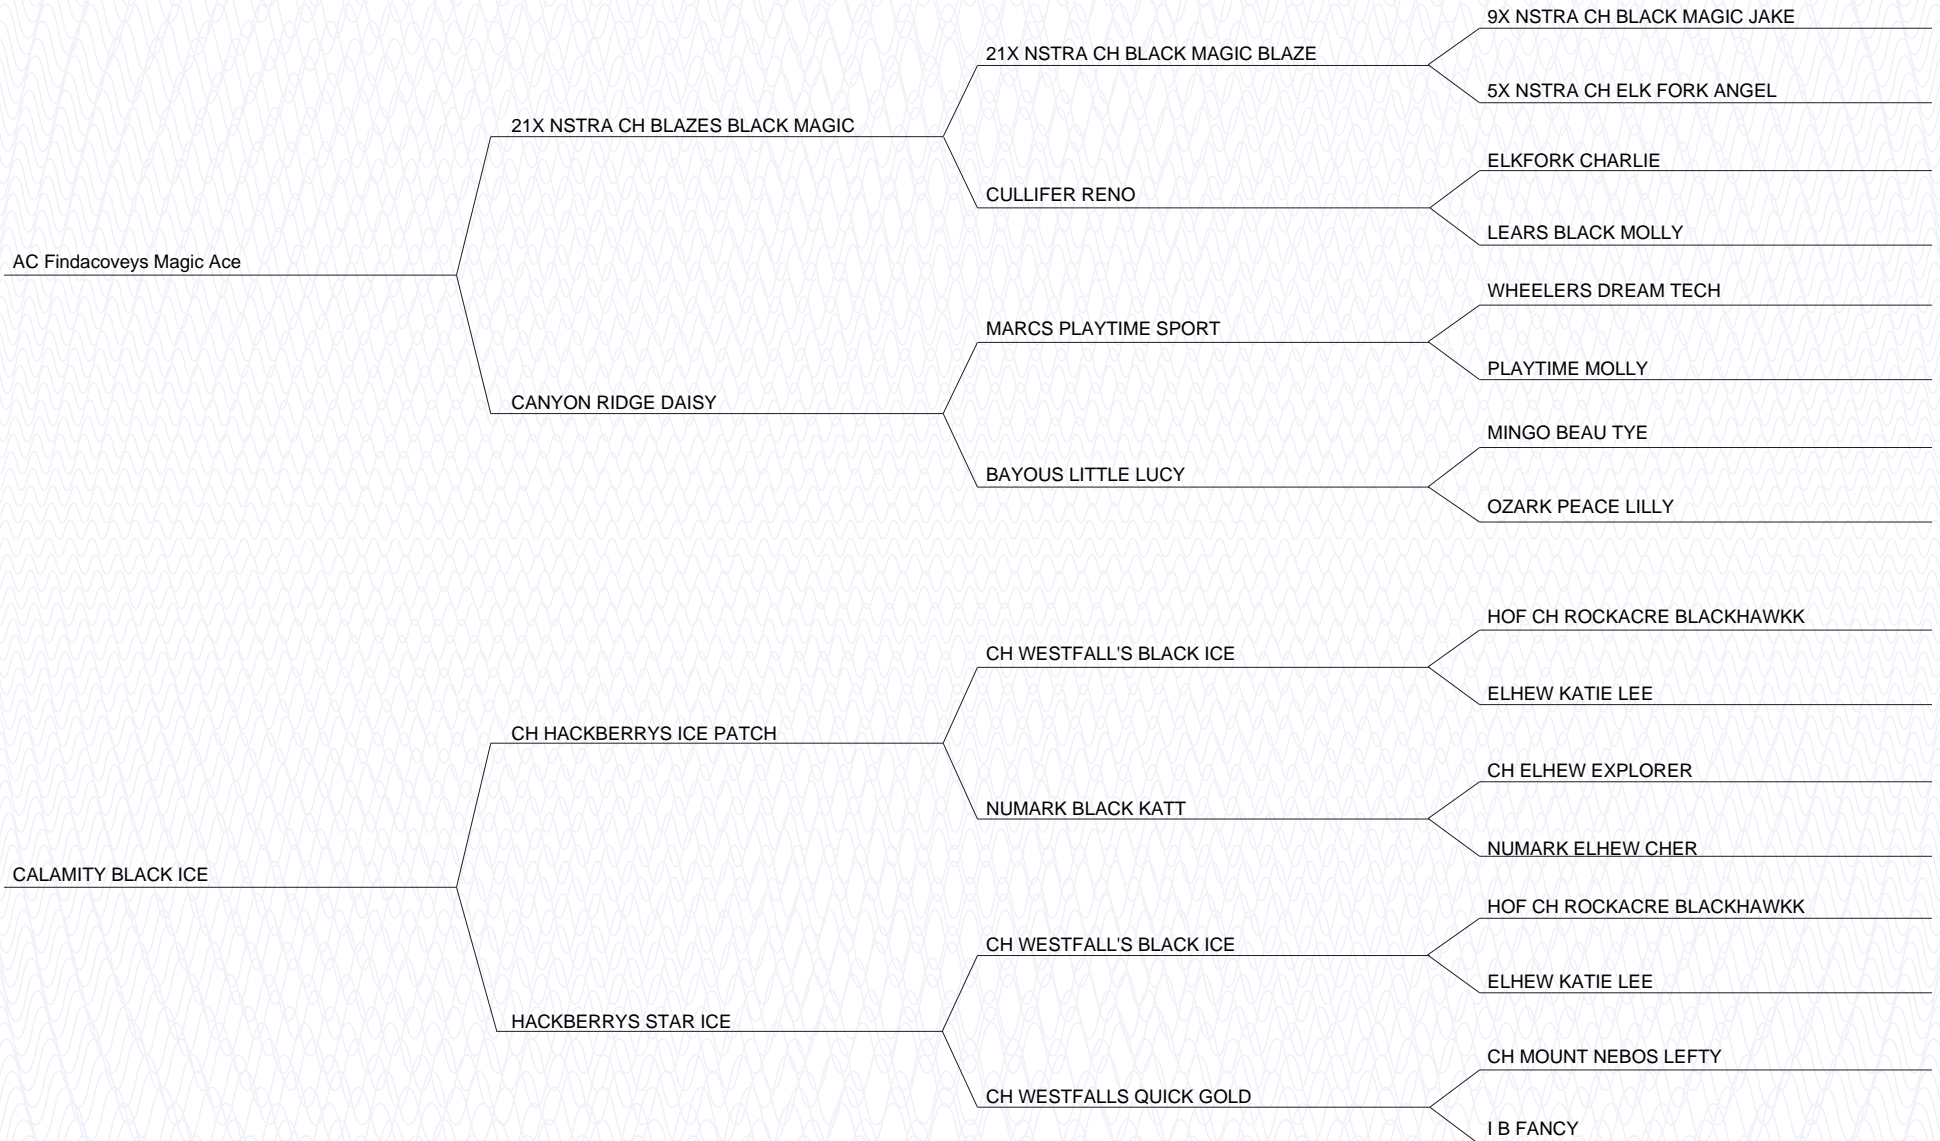 9X NSTRA CH BLACK MAGIC JAKE
21X NSTRA CH BLACK MAGIC BLAZE
5X NSTRA CH ELK FORK ANGEL
21X NSTRA CH BLAZES BLACK MAGIC
ELKFORK CHARLIE
CULLIFER RENO
LEARS BLACK MOLLY
AC Findacoveys Magic Ace
WHEELERS DREAM TECH
MARCS PLAYTIME SPORT
PLAYTIME MOLLY
CANYON RIDGE DAISY
MINGO BEAU TYE
BAYOUS LITTLE LUCY
OZARK PEACE LILLY
HOF CH ROCKACRE BLACKHAWKK
CH WESTFALL'S BLACK ICE
ELHEW KATIE LEE
CH HACKBERRYS ICE PATCH
CH ELHEW EXPLORER
NUMARK BLACK KATT
NUMARK ELHEW CHER
CALAMITY BLACK ICE
HOF CH ROCKACRE BLACKHAWKK
CH WESTFALL'S BLACK ICE
ELHEW KATIE LEE
HACKBERRYS STAR ICE
CH MOUNT NEBOS LEFTY
CH WESTFALLS QUICK GOLD
I B FANCY